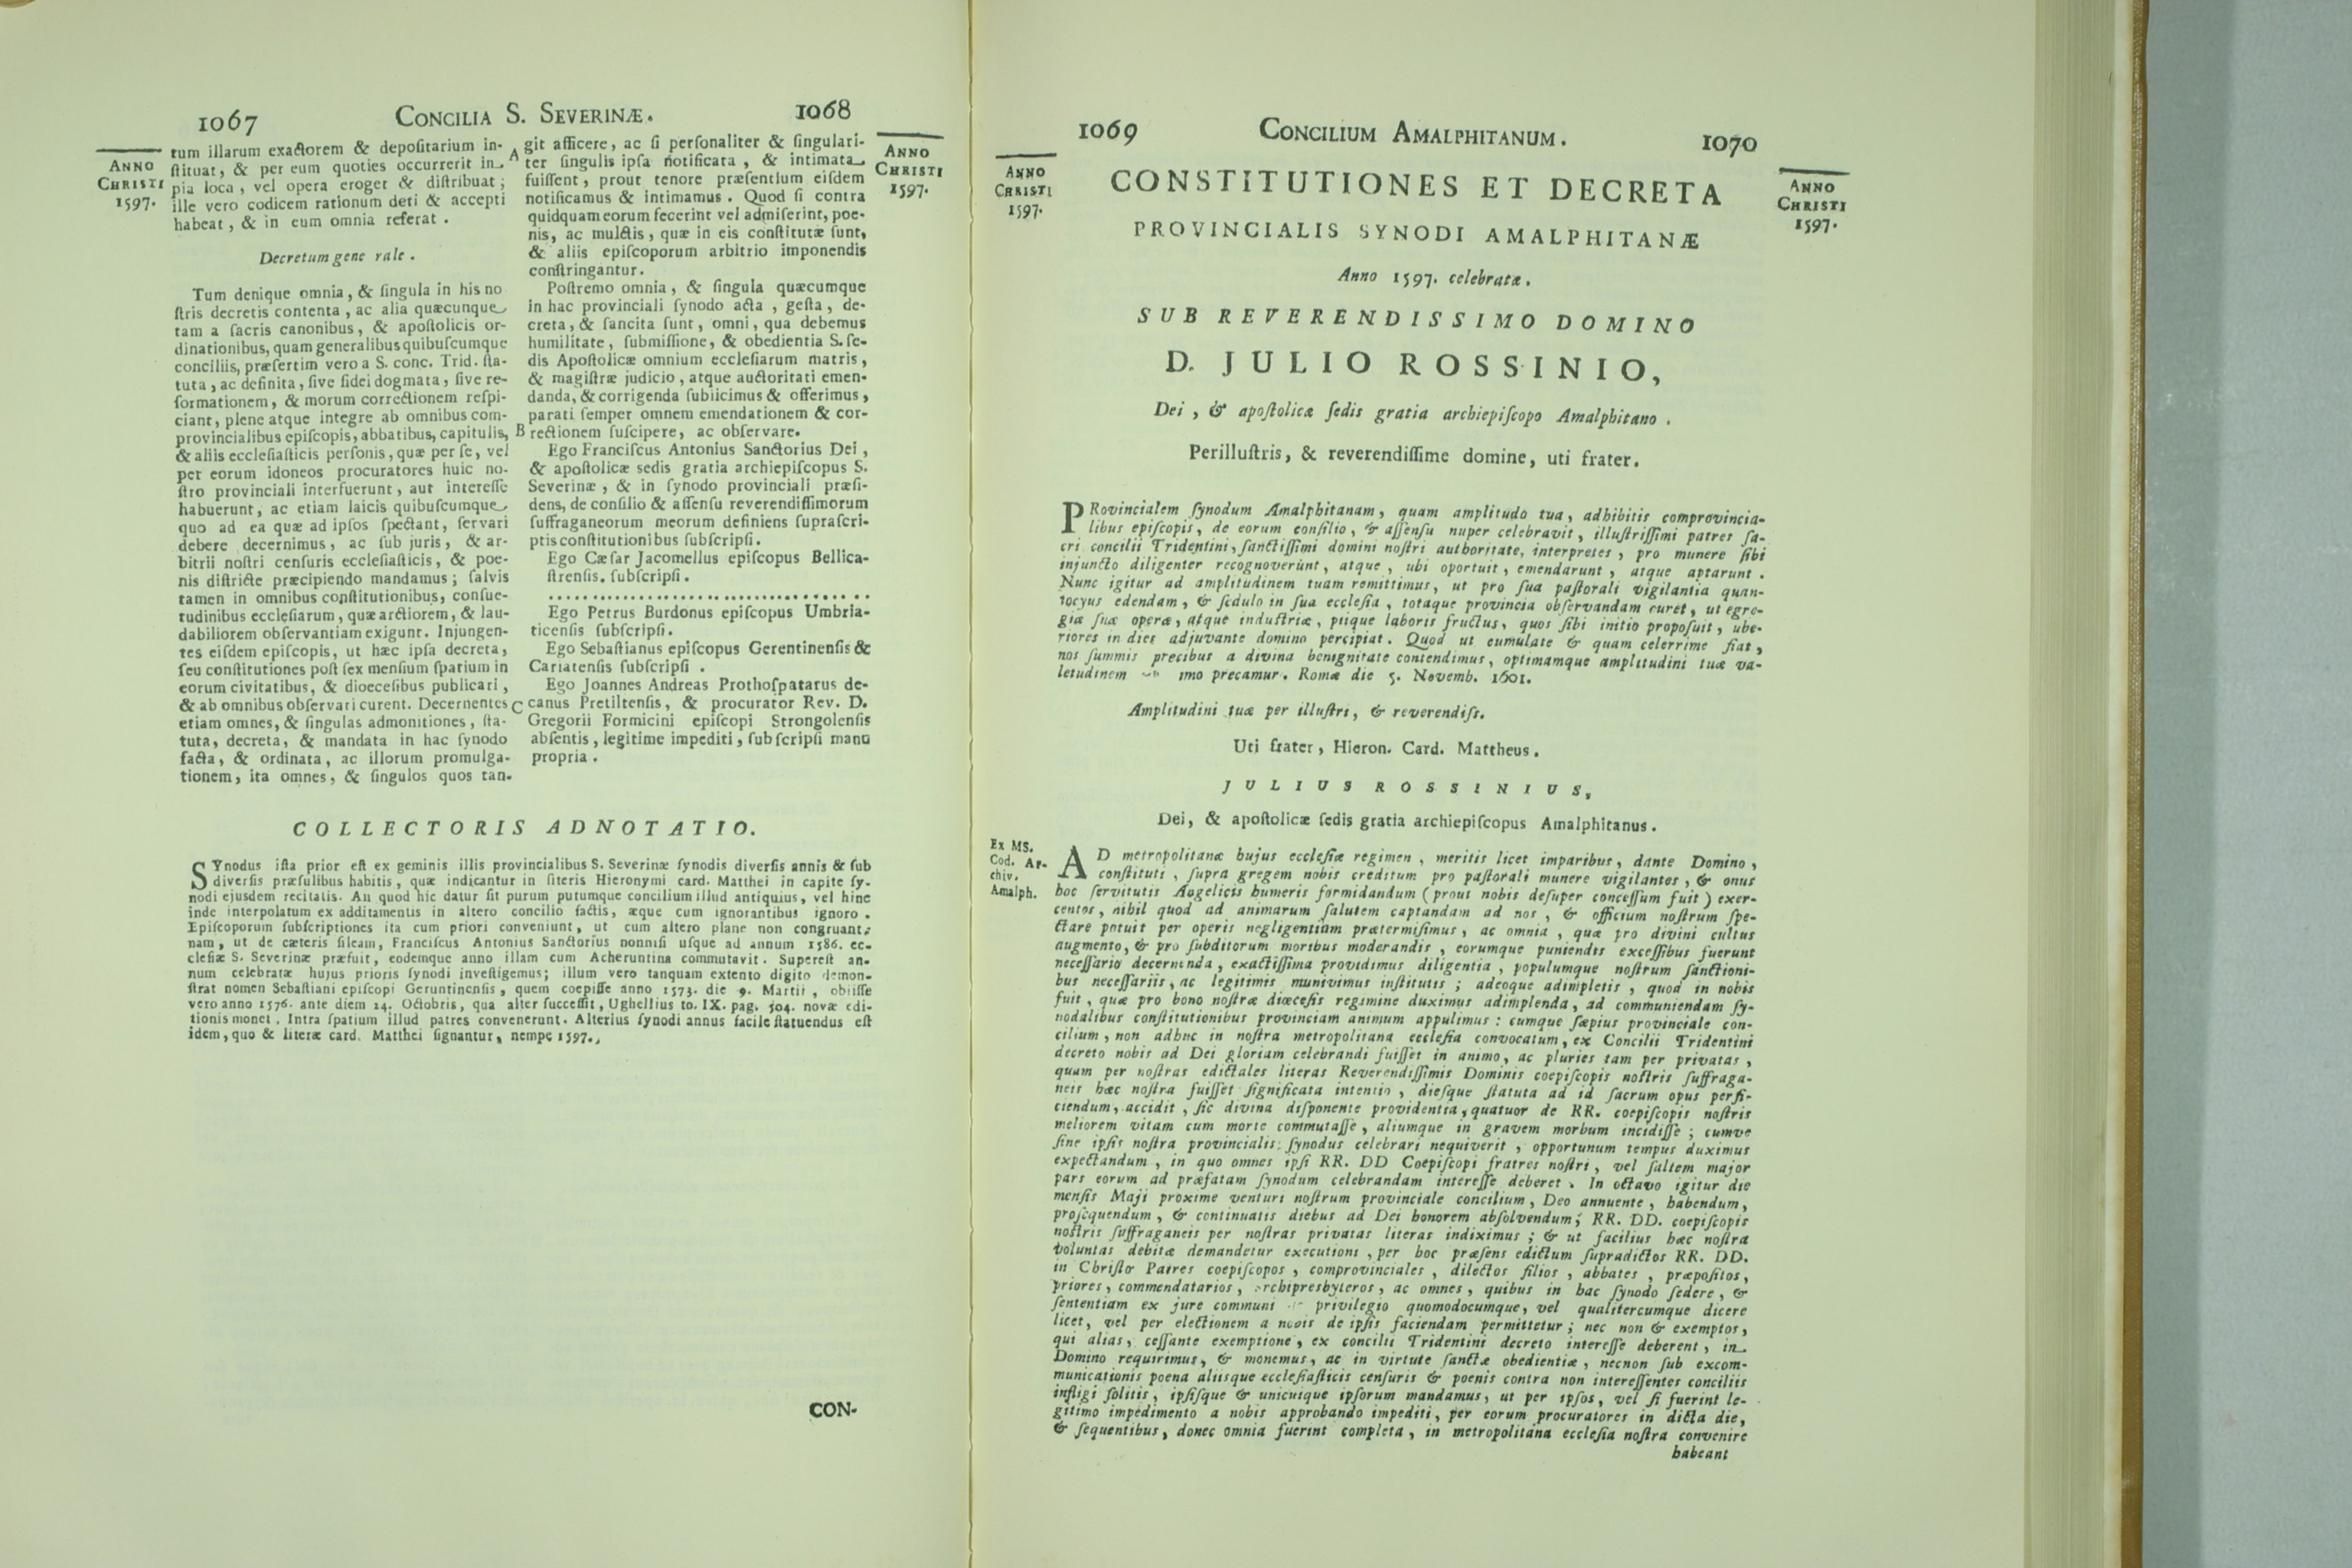 1067 CONCILIA S. SEVERINÆ. 1068
ANNO
CHRISTI
1597.
tum illarum exactorem & depoſitarium in-
ſtituat, & per eum quoties occurrerit in
pia loca, vel opera eroget & diſtribuat;
ille vero codicem rationum deti & accepti
habeat, & in eum omnia referat.
Decretum gene rale.
Tum denique omnia, & ſingula in his no
ſtris decretis contenta, ac alia quæcunque
tam a ſacris canonibus, & apoſtolicis or-
dinationibus, quam generalibus quibuſcumque
conciliis, præſertim vero a S. conc. Trid. ſta-
tuta, ac definita, ſive fidei dogmata, ſive re-
formationem, & morum correctionem reſpi-
ciant, plene atque integre ab omnibus com-
provincialibus epiſcopis, abbatibus, capitulis,
& aliis eccleſiaſticis perſonis, quæ per ſe, vel
per eorum idoneos procuratores huic no-
ſtro provinciali interfuerunt, aut intereſſe
habuerunt, ac etiam laicis quibuſcumque
quo ad ea quæ ad ipſos ſpectant, ſervari
debere decernimus, ac ſub juris, & ar-
bitrii noſtri cenſuris eccleſiaſticis, & poe-
nis diſtricte præcipiendo mandamus; ſalvis
tamen in omnibus conſtitutionibus, conſue-
tudinibus eccleſiarum, quæ arctiorem, & lau-
dabiliorem obſervantiam exigunt. Injungen-
tes eiſdem epiſcopis, ut hæc ipſa decreta,
ſeu conſtitutiones poſt ſex menſium ſpatium in
eorum civitatibus, & dioeceſibus publicari,
& ab omnibus obſervari curent. Decernentes
etiam omnes, & ſingulas admonitiones, ſta-
tuta, decreta, & mandata in hac ſynodo
facta, & ordinata, ac illorum promulga-
tionem, ita omnes, & ſingulos quos tan-
A
B
C
git afficere, ac ſi perſonaliter & ſingulari-
ter ſingulis ipſa notificata, & intimata
fuiſſent, prout tenore præſentium eiſdem
notificamus & intimamus. Quod ſi contra
quidquam eorum fecerint vel admiſerint, poe-
nis, ac mulctis, quæ in eis conſtitutæ ſunt,
& aliis epiſcoporum arbitrio imponendis
conſtringantur.
Poſtremo omnia, & ſingula quæcumque
in hac provinciali ſynodo acta, geſta, de-
creta, & ſancita ſunt, omni, qua debemus
humilitate, ſubmiſſione, & obedientia S. ſe-
dis Apoſtolicæ omnium eccleſiarum matris,
& magiſtræ judicio, atque auctoritati emen-
danda, & corrigenda ſubiicimus & offerimus,
parati ſemper omnem emendationem & cor-
rectionem ſuſcipere, ac obſervare.
Ego Franciſcus Antonius Sanctorius Dei,
& apoſtolicæ sedis gratia archiepiſcopus S.
Severinæ, & in ſynodo provinciali præſi-
dens, de conſilio & aſſenſu reverendiſſimorum
ſuffraganeorum meorum definiens ſupraſcri-
ptis conſtitutionibus ſubſcripſi.
Ego Cæſar Jacomellus epiſcopus Bellica-
ſtrenſis. ſubſcripſi.
....................................
Ego Petrus Burdonus epiſcopus Umbria-
ticenſis ſubſcripſi.
Ego Sebaſtianus epiſcopus Gerentinenſis &
Cariatenſis ſubſcripſi.
Ego Joannes Andreas Prothoſpatarus de-
canus Pretiltenſis, & procurator Rev. D.
Gregorii Formicini epiſcopi Strongolenſis
abſentis, legitime impediti, ſubſcripſi manu
propria.
ANNO
CHRISTI
1597.
COLLECTORIS ADNOTATIO.
SYnodus iſta prior eſt ex geminis illis provincialibus S. Severinæ ſynodis diverſis annis & ſub
diverſis præſulibus habitis, quæ indicantur in literis Hieronymi card. Matthei in capite ſy-
nodi ejuſdem recitatis. An quod hic datur ſit purum putumque concilium illud antiquius, vel hinc
inde interpolatum ex additamentis in altero concilio factis, æque cum ignorantibus ignoro.
Epiſcoporum ſubſcriptiones ita cum priori conveniunt, ut cum altero plane non congruant;
nam, ut de cæteris ſileam, Franciſcus Antonius Sanctorius nonniſi uſque ad annum 1586. ec-
cleſiæ S. Severinæ præfuit, eodemque anno illam cum Acheruntina commutavit. Supereſt an-
num celebratæ hujus prioris ſynodi inveſtigemus; illum vero tanquam extento digito demon-
ſtrat nomen Sebaſtiani epiſcopi Geruntinenſis, quem coepiſſe anno 1573. die 9. Martii, obiiſſe
vero anno 1576. ante diem 24. Octobris, qua alter ſucceſſit, Ughellius to. IX. pag. 504. novæ edi-
tionis monet. Intra ſpatium illud patres convenerunt. Alterius ſynodi annus facile ſtatuendus eſt
idem, quo & literæ card. Matthei ſignantur, nempe 1597.
CON-
1069 CONCILIUM AMALPHITANUM. 1070
ANNO
CHRISTI
1597.
ANNO
CHRISTI
1597.
CONSTITUTIONES ET DECRETA
PROVINCIALIS SYNODI AMALPHITANÆ
Anno 1597. celebratæ.
SUB REVERENDISSIMO DOMINO
D. JULIO ROSSINIO,
Dei, & apoſtolicæ ſedis gratia archiepiſcopo Amalphitano.
Perilluſtris, & reverendiſſime domine, uti frater.
PRovincialem ſynodum Amalphitanam, quam amplitudo tua, adhibitis comprovincia-
libus epiſcopis, de eorum conſilio, & aſſenſu nuper celebravit, illuſtriſſimi patres ſa-
cri concilii Tridentini, ſanctiſſimi domini noſtri authoritate, interpretes, pro munere ſibi
injuncto diligenter recognoverunt, atque, ubi oportuit, emendarunt, atque aptarunt.
Nunc igitur ad amplitudinem tuam remittimus, ut pro ſua paſtorali vigilantia quan-
tocyus edendam, & ſedulo in ſua eccleſia, totaque provincia obſervandam curet, ut egre-
giæ ſuæ operæ, atque induſtriæ, piique laboris fructus, quos ſibi initio propoſuit, ube-
riores in dies adjuvante domino percipiat. Quod ut cumulate & quam celerrime fiat,
nos ſummis precibus a divina benignitate contendimus, optimamque amplitudini tuæ va-
letudinem imo precamur. Romæ die 5. Novemb. 1601.
Amplitudini tuæ per illuſtri, & reverendiſs.
Uti frater, Hieron. Card. Mattheus.
JULIUS ROSSINIUS,
Dei, & apoſtolicæ ſedis gratia archiepiſcopus Amalphitanus.
Ex MS.
Cod. Ar-
chiv.
Amalph.
AD metropolitanæ hujus eccleſiæ regimen, meritis licet imparibus, dante Domino,
conſtituti, ſupra gregem nobis creditum pro paſtorali munere vigilantes, & onus
hoc ſervitutis Angelicis humeris formidandum (prout nobis deſuper conceſſum fuit) exer-
centes, nihil quod ad animarum ſalutem captandam ad nos, & officium noſtrum ſpe-
ctare potuit per operis negligentiam prætermiſimus, ac omnia, quæ pro divini cultus
augmento, & pro ſubditorum moribus moderandis, eorumque puniendis exceſſibus fuerunt
neceſſario decernenda, exactiſſima providimus diligentia, populumque noſtrum ſanctioni-
bus neceſſariis, ac legitimis munivimus inſtitutis; adeoque adimpletis, quod in nobis
fuit, quæ pro bono noſtræ diœceſis regimine duximus adimplenda, ad communiendam ſy-
nodalibus conſtitutionibus provinciam animum appulimus: cumque ſæpius provinciale con-
cilium, non adhuc in noſtra metropolitana eccleſia convocatum, ex Concilii Tridentini
decreto nobis ad Dei gloriam celebrandi fuiſſet in animo, ac pluries tam per privatas,
quam per noſtras edictales literas Reverendiſſimis Dominis coepiſcopis noſtris ſuffraga-
neis hæc noſtra fuiſſet ſignificata intentio, dieſque ſtatuta ad id ſacrum opus perfi-
ciendum, accidit, ſic divina diſponente providentia, quatuor de RR. coepiſcopis noſtris
meliorem vitam cum morte commutaſſe, aliumque in gravem morbum incidiſſe; cumve
ſine ipſis noſtra provincialis ſynodus celebrari nequiverit, opportunum tempus duximus
expectandum, in quo omnes ipſi RR. DD Coepiſcopi fratres noſtri, vel ſaltem major
pars eorum ad præfatam ſynodum celebrandam intereſſe deberet. In octavo igitur die
menſis Maji proxime venturi noſtrum provinciale concilium, Deo annuente, habendum,
proſequendum, & continuatis diebus ad Dei honorem abſolvendum; RR. DD. coepiſcopis
noſtris ſuffraganeis per noſtras privatas literas indiximus; & ut facilius hæc noſtra
voluntas debitæ demandetur executioni, per hoc præſens edictum ſupradictos RR. DD.
in Chriſto Patres coepiſcopos, comprovinciales, dilectos filios, abbates, præpoſitos,
priores, commendatarios, archipresbyteros, ac omnes, quibus in hac ſynodo ſedere, &
ſententiam ex jure communi privilegio quomodocumque, vel qualitercumque dicere
licet, vel per electionem a nobis de ipſis faciendam permittetur; nec non & exemptos,
qui alias, ceſſante exemptione, ex concilii Tridentini decreto intereſſe deberent, in
Domino requirimus, & monemus, ac in virtute ſanctæ obedientiæ, necnon ſub excom-
municationis poena aliisque eccleſiaſticis cenſuris & poenis contra non intereſſentes conciliis
infligi ſolitis, ipſiſque & unicuique ipſorum mandamus, ut per ipſos, vel ſi fuerint le-
gitimo impedimento a nobis approbando impediti, per eorum procuratores in dicta die,
& ſequentibus, donec omnia fuerint completa, in metropolitana eccleſia noſtra convenire
habeant